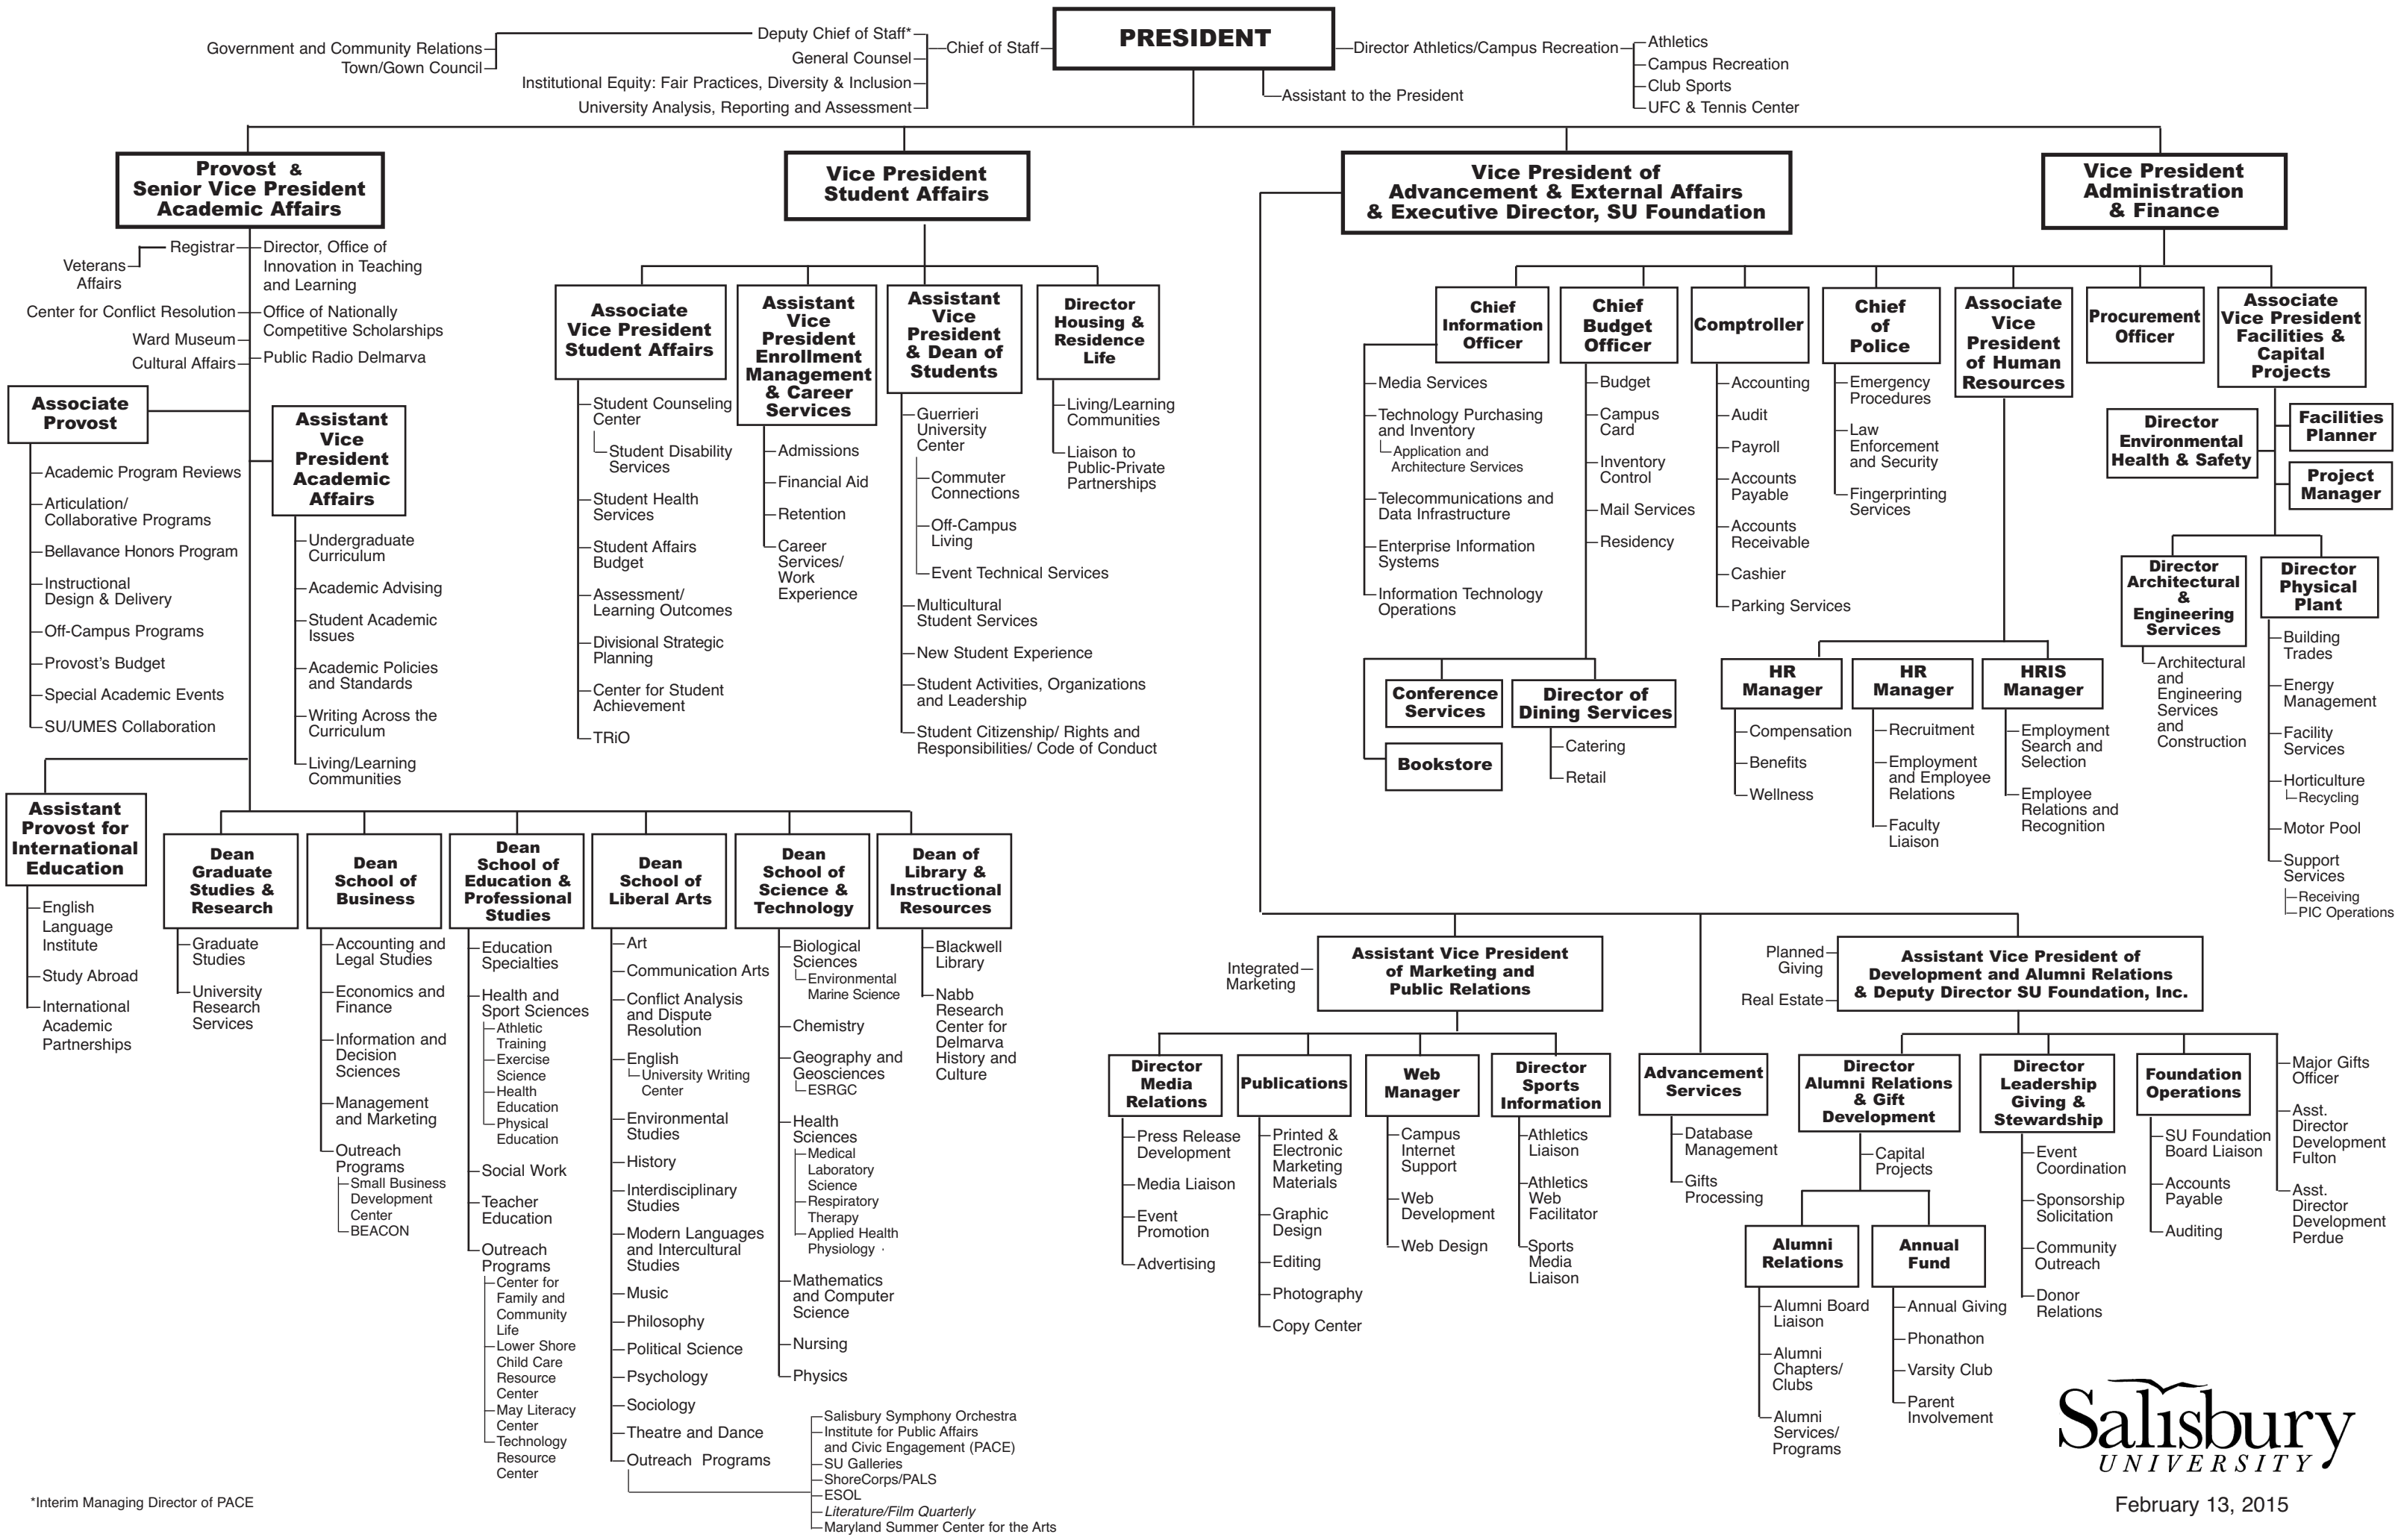 PRESIDENT
Deputy Chief of Staff*
Government and Community Relations
Town/Gown Council
General Counsel
Institutional Equity: Fair Practices, Diversity & Inclusion
University Analysis, Reporting and Assessment
Chief of Staff
Director Athletics/Campus Recreation
Athletics
Campus Recreation
Club Sports
UFC & Tennis Center
Assistant to the President
Provost &
Senior Vice President
Academic Affairs
Vice President
Student Affairs
Vice President of
Advancement & External Affairs
& Executive Director, SU Foundation
Vice President
Administration
& Finance
Registrar
Veterans
Affairs
Director, Office of
Innovation in Teaching
and Learning
Center for Conflict Resolution
Office of Nationally
Competitive Scholarships
Ward Museum
Public Radio Delmarva
Cultural Affairs
Associate
Provost
Academic Program Reviews
Articulation/
Collaborative Programs
Bellavance Honors Program
Instructional
Design & Delivery
Off-Campus Programs
Provost's Budget
Special Academic Events
SU/UMES Collaboration
Assistant
Vice
President
Academic
Affairs
Undergraduate
Curriculum
Academic Advising
Student Academic
Issues
Academic Policies
and Standards
Writing Across the
Curriculum
Living/Learning
Communities
Associate
Vice President
Student Affairs
Student Counseling
Center
Student Disability
Services
Student Health
Services
Student Affairs
Budget
Assessment/
Learning Outcomes
Divisional Strategic
Planning
Center for Student
Achievement
TRiO
Assistant
Vice
President
Enrollment
Management
& Career
Services
Admissions
Financial Aid
Retention
Career
Services/
Work
Experience
Assistant
Vice
President
& Dean of
Students
Guerrieri
University
Center
Commuter
Connections
Off-Campus
Living
Event Technical Services
Multicultural
Student Services
New Student Experience
Student Activities, Organizations
and Leadership
Student Citizenship/ Rights and
Responsibilities/ Code of Conduct
Director
Housing &
Residence
Life
Living/Learning
Communities
Liaison to
Public-Private
Partnerships
Chief
Information
Officer
Media Services
Technology Purchasing
and Inventory
Application and
Architecture Services
Telecommunications and
Data Infrastructure
Enterprise Information
Systems
Information Technology
Operations
Chief
Budget
Officer
Budget
Campus
Card
Inventory
Control
Mail Services
Residency
Conference
Services
Bookstore
Director of
Dining Services
Catering
Retail
Comptroller
Accounting
Audit
Payroll
Accounts
Payable
Accounts
Receivable
Cashier
Parking Services
Chief
of
Police
Emergency
Procedures
Law
Enforcement
and Security
Fingerprinting
Services
Associate
Vice
President
of Human
Resources
HR
Manager
Compensation
Benefits
Wellness
HR
Manager
Recruitment
Employment
and Employee
Relations
Faculty
Liaison
HRIS
Manager
Employment
Search and
Selection
Employee
Relations and
Recognition
Procurement
Officer
Associate
Vice President
Facilities &
Capital
Projects
Director
Environmental
Health & Safety
Facilities
Planner
Project
Manager
Director
Architectural
&
Engineering
Services
Architectural
and
Engineering
Services
and
Construction
Director
Physical
Plant
Building
Trades
Energy
Management
Facility
Services
Horticulture
Recycling
Motor Pool
Support
Services
Receiving
PIC Operations
Assistant
Provost for
International
Education
English
Language
Institute
Study Abroad
International
Academic
Partnerships
Dean
Graduate
Studies &
Research
Graduate
Studies
University
Research
Services
Dean
School of
Business
Accounting and
Legal Studies
Economics and
Finance
Information and
Decision
Sciences
Management
and Marketing
Outreach
Programs
Small Business
Development
Center
BEACON
Dean
School of
Education &
Professional
Studies
Education
Specialties
Health and
Sport Sciences
Athletic
Training
Exercise
Science
Health
Education
Physical
Education
Social Work
Teacher
Education
Outreach
Programs
Center for
Family and
Community
Life
Lower Shore
Child Care
Resource
Center
May Literacy
Center
Technology
Resource
Center
Dean
School of
Liberal Arts
Art
Communication Arts
Conflict Analysis
and Dispute
Resolution
English
University Writing
Center
Environmental
Studies
History
Interdisciplinary
Studies
Modern Languages
and Intercultural
Studies
Music
Philosophy
Political Science
Psychology
Sociology
Theatre and Dance
Outreach Programs
Salisbury Symphony Orchestra
Institute for Public Affairs
and Civic Engagement (PACE)
SU Galleries
ShoreCorps/PALS
ESOL
Literature/Film Quarterly
Maryland Summer Center for the Arts
Dean
School of
Science &
Technology
Biological
Sciences
Environmental
Marine Science
Chemistry
Geography and
Geosciences
ESRGC
Health
Sciences
Medical
Laboratory
Science
Respiratory
Therapy
Applied Health
Physiology
Mathematics
and Computer
Science
Nursing
Physics
Dean of
Library &
Instructional
Resources
Blackwell
Library
Nabb
Research
Center for
Delmarva
History and
Culture
Integrated
Marketing
Assistant Vice President
of Marketing and
Public Relations
Director
Media
Relations
Press Release
Development
Media Liaison
Event
Promotion
Advertising
Publications
Printed &
Electronic
Marketing
Materials
Graphic
Design
Editing
Photography
Copy Center
Web
Manager
Campus
Internet
Support
Web
Development
Web Design
Director
Sports
Information
Athletics
Liaison
Athletics
Web
Facilitator
Sports
Media
Liaison
Advancement
Services
Database
Management
Gifts
Processing
Planned
Giving
Real Estate
Assistant Vice President of
Development and Alumni Relations
& Deputy Director SU Foundation, Inc.
Director
Alumni Relations
& Gift
Development
Capital
Projects
Alumni
Relations
Alumni Board
Liaison
Alumni
Chapters/
Clubs
Alumni
Services/
Programs
Annual
Fund
Annual Giving
Phonathon
Varsity Club
Parent
Involvement
Director
Leadership
Giving &
Stewardship
Event
Coordination
Sponsorship
Solicitation
Community
Outreach
Donor
Relations
Foundation
Operations
SU Foundation
Board Liaison
Accounts
Payable
Auditing
Major Gifts
Officer
Asst.
Director
Development
Fulton
Asst.
Director
Development
Perdue
Salisbury
UNIVERSITY
February 13, 2015
*Interim Managing Director of PACE